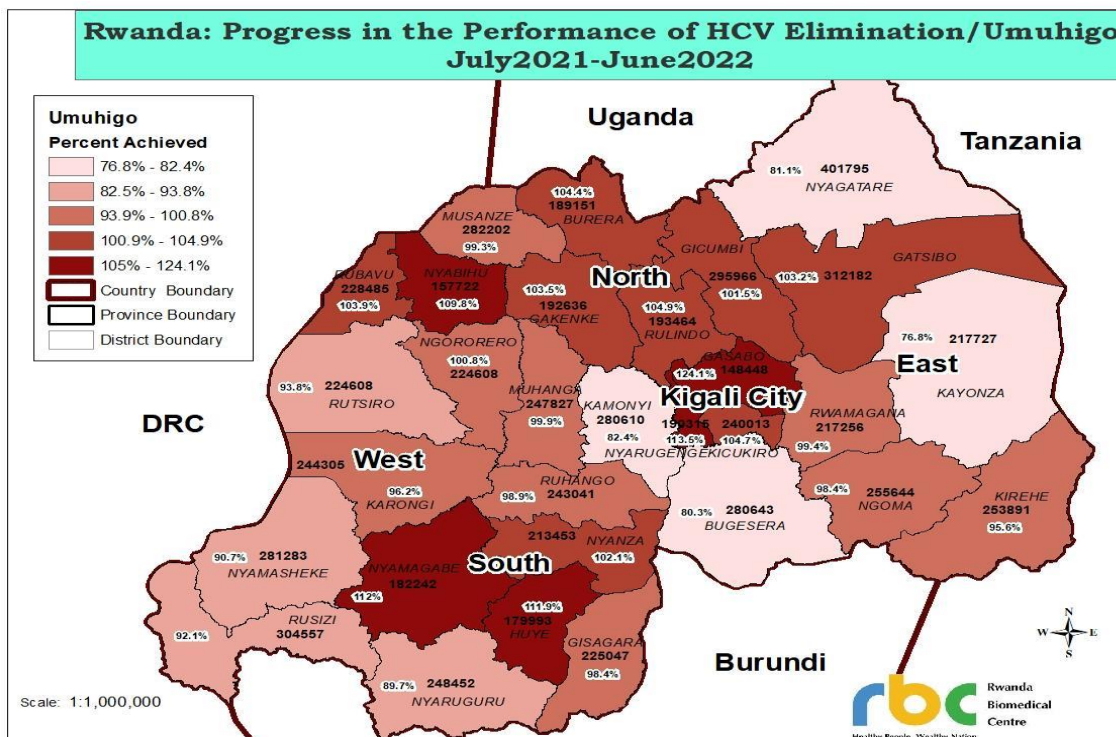 Rwanda: Progress in the Performance of HCV Elimination/Umuhigo
July2021-June2022
Umuhigo
Percent Achieved
76.8% - 82.4%
82.5% - 93.8%
93.9% - 100.8%
100.9% - 104.9%
105% - 124.1%
Country Boundary
Province Boundary
District Boundary
Uganda
Tanzania
DRC
Burundi
North
East
Kigali City
West
South
81.1%
401795
NYAGATARE
104.4%
189151
BURERA
MUSANZE
282202
99.3%
GICUMBI
295966
101.5%
GATSIBO
103.2%
312182
RUBAVU
228485
103.9%
NYABIHU
157722
109.8%
103.5%
192636
GAKENKE
104.9%
193464
RULINDO
76.8%
217727
KAYONZA
NGORORERO
100.8%
224608
93.8%
224608
RUTSIRO
MUHANGA
247827
99.9%
KAMONYI
280610
82.4%
GASABO
148448
124.1%
113.5%
NYARUGENGE
240013
104.7%
KICUKIRO
RWAMAGANA
217256
99.4%
244305
96.2%
KARONGI
RUHANGO
98.9%
243041
80.3%
280643
BUGESERA
98.4%
255644
NGOMA
KIREHE
253891
95.6%
90.7%
281283
NYAMASHEKE
NYAMAGABE
182242
112%
213453
NYANZA
102.1%
111.9%
179993
HUYE
GISAGARA
225047
98.4%
92.1%
RUSIZI
304557
89.7%
248452
NYARUGURU
N
W E
S
Scale: 1:1,000,000
rbc
Rwanda
Biomedical
Centre
Healthy People, Wealthy Nation